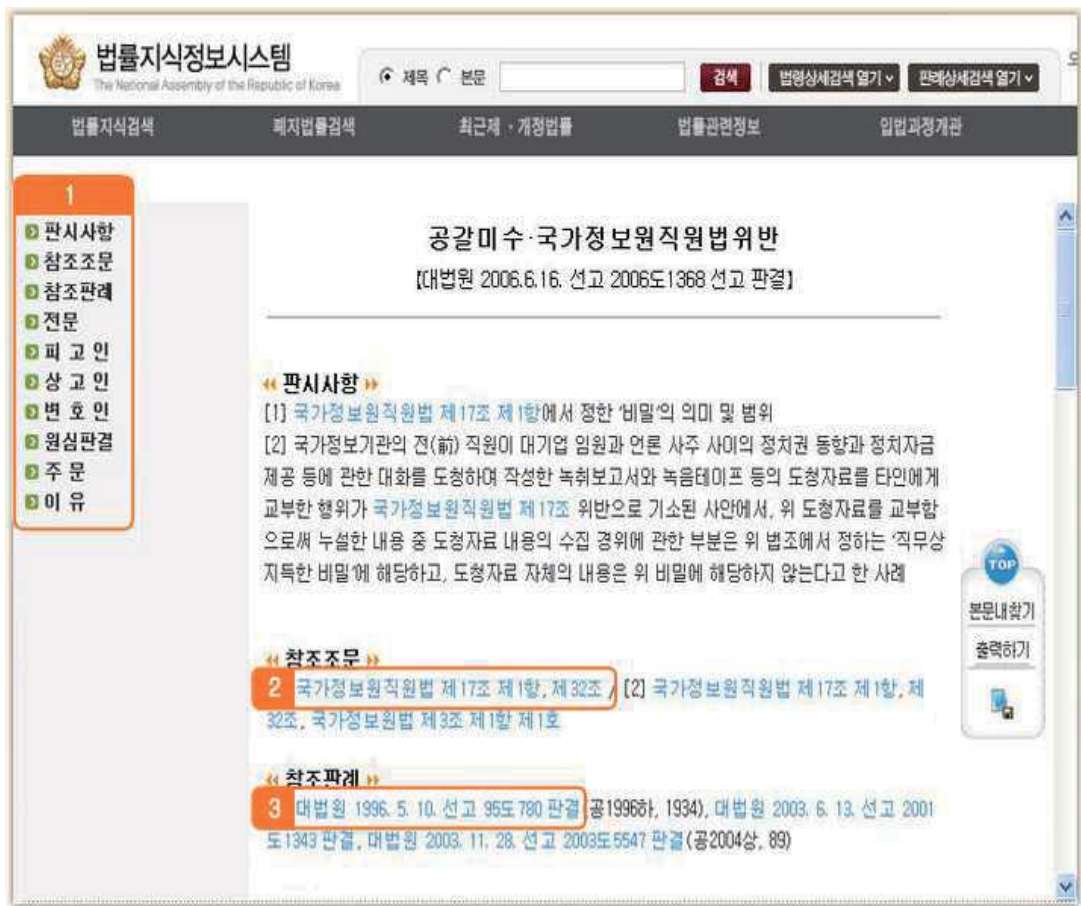 법률지식정보시스템
The National Assembly of the Republic of Korea
제목 본문 검색 법령상세검색 열기 판례상세검색 열기
법률지식검색 폐지법률검색 최근제·개정법률 법률관련정보 입법과정개관
1
판시사항
참조조문
참조판례
전문
피 고 인
상 고 인
변 호 인
원심판결
주 문
이 유
공갈미수·국가정보원직원법위반
【대법원 2006.6.16. 선고 2006도1368 선고 판결】
판시사항
[1] 국가정보원직원법 제17조 제1항에서 정한 '비밀'의 의미 및 범위
[2] 국가정보기관의 전(前) 직원이 대기업 임원과 언론 사주 사이의 정치권 동향과 정치자금
제공 등에 관한 대화를 도청하여 작성한 녹취보고서와 녹음테이프 등의 도청자료를 타인에게
교부한 행위가 국가정보원직원법 제17조 위반으로 기소된 사안에서, 위 도청자료를 교부함
으로써 누설한 내용 중 도청자료 내용의 수집 경위에 관한 부분은 위 법조에서 정하는 '직무상
지득한 비밀'에 해당하고, 도청자료 자체의 내용은 위 비밀에 해당하지 않는다고 한 사례
참조조문
2 국가정보원직원법 제17조 제1항, 제32조 / [2] 국가정보원직원법 제17조 제1항, 제
32조, 국가정보원법 제3조 제1항 제1호
참조판례
3 대법원 1996. 5. 10. 선고 95도780 판결(공1996하, 1934), 대법원 2003. 6. 13. 선고 2001
도1343 판결, 대법원 2003. 11. 28. 선고 2003도5547 판결(공2004상, 89)
TOP
본문내찾기
출력하기